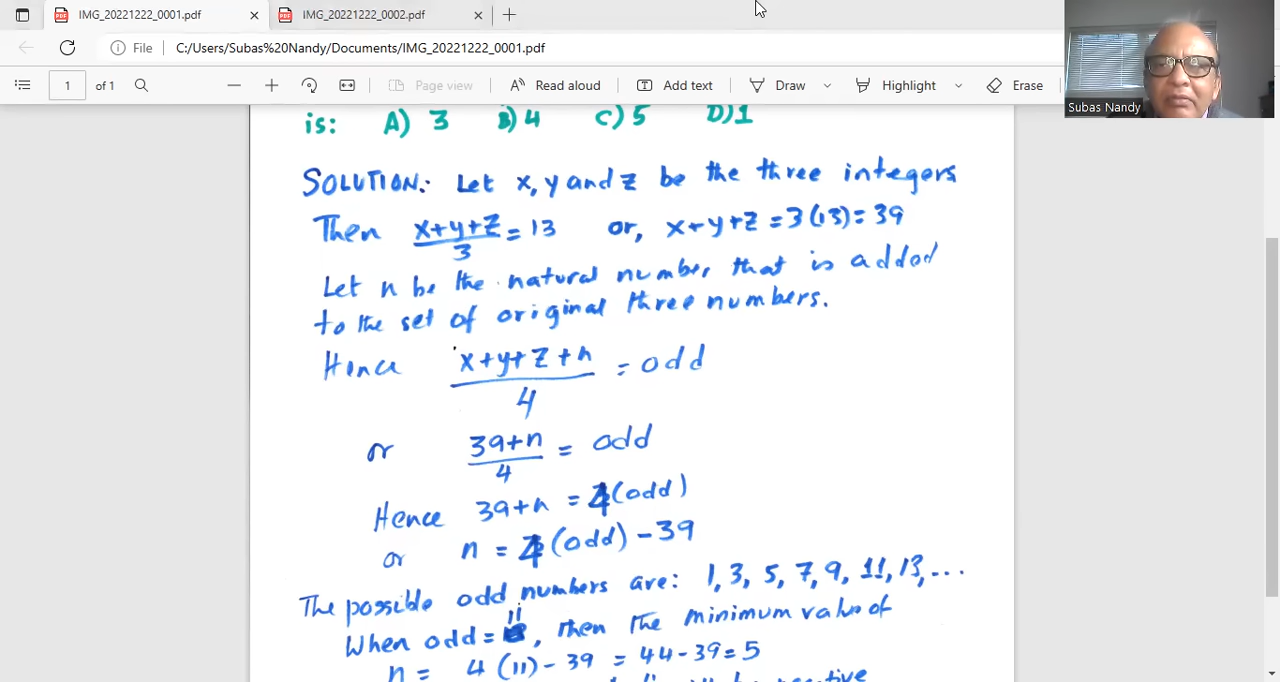 IMG_20221222_0001.pdf
IMG_20221222_0002.pdf
File C:/Users/Subas%20Nandy/Documents/IMG_20221222_0001.pdf
1 of 1 Page view Read aloud Add text Draw Highlight Erase
Subas Nandy
is: A) 3 B) 4 C) 5 D) 1
SOLUTION: Let x, y and z be the three integers
Then x+y+z/3 = 13 or, x+y+z = 3(13) = 39
Let n be the natural number that is added
to the set of original three numbers.
Hence x+y+z+n/4 = odd
or 39+n/4 = odd
Hence 39+n = 4(odd)
or n = 4(odd) - 39
The possible odd numbers are: 1, 3, 5, 7, 9, 11, 13, ...
When odd = 11, then the minimum value of
n = 4(11) - 39 = 44 - 39 = 5
negative